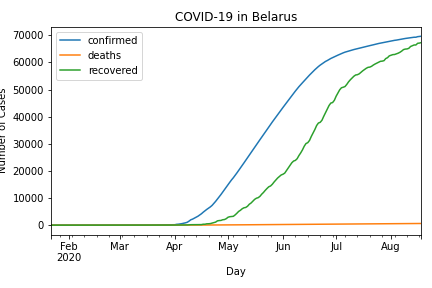 COVID-19 in Belarus
70000
60000
50000
40000
30000
20000
10000
0
Number of Cases
confirmed
deaths
recovered
Feb
2020
Mar
Apr
May
Jun
Jul
Aug
Day